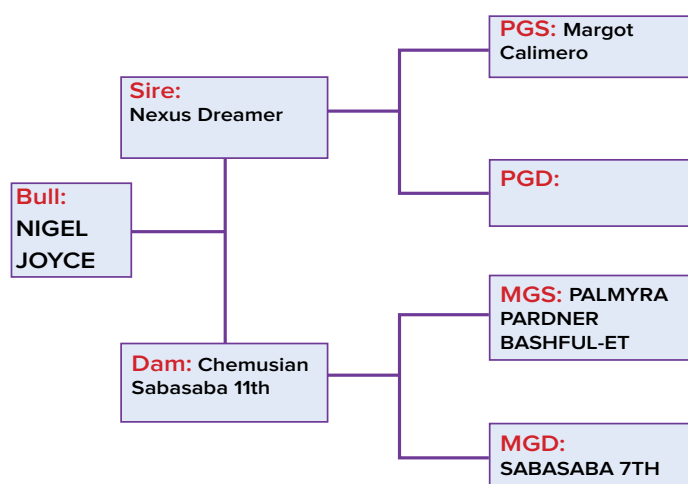 PGS: Margot
Calimero
Sire:
Nexus Dreamer
PGD:
Bull:
NIGEL
JOYCE
MGS: PALMYRA
PARDNER
BASHFUL-ET
Dam: Chemusian
Sabasaba 11th
MGD:
SABASABA 7TH